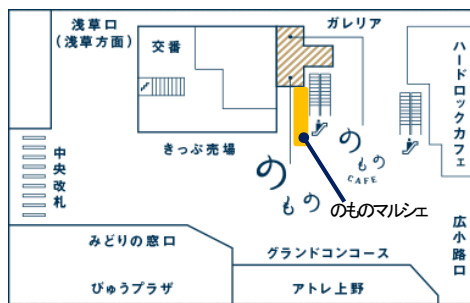 浅草口
(浅草方面)
交番
ガレリア
ハードロックカフェ
きっぷ売場
中央改札
のもの
のもの
CAFE
のものマルシェ
みどりの窓口
グランドコンコース
広小路口
びゅうプラザ
アトレ上野